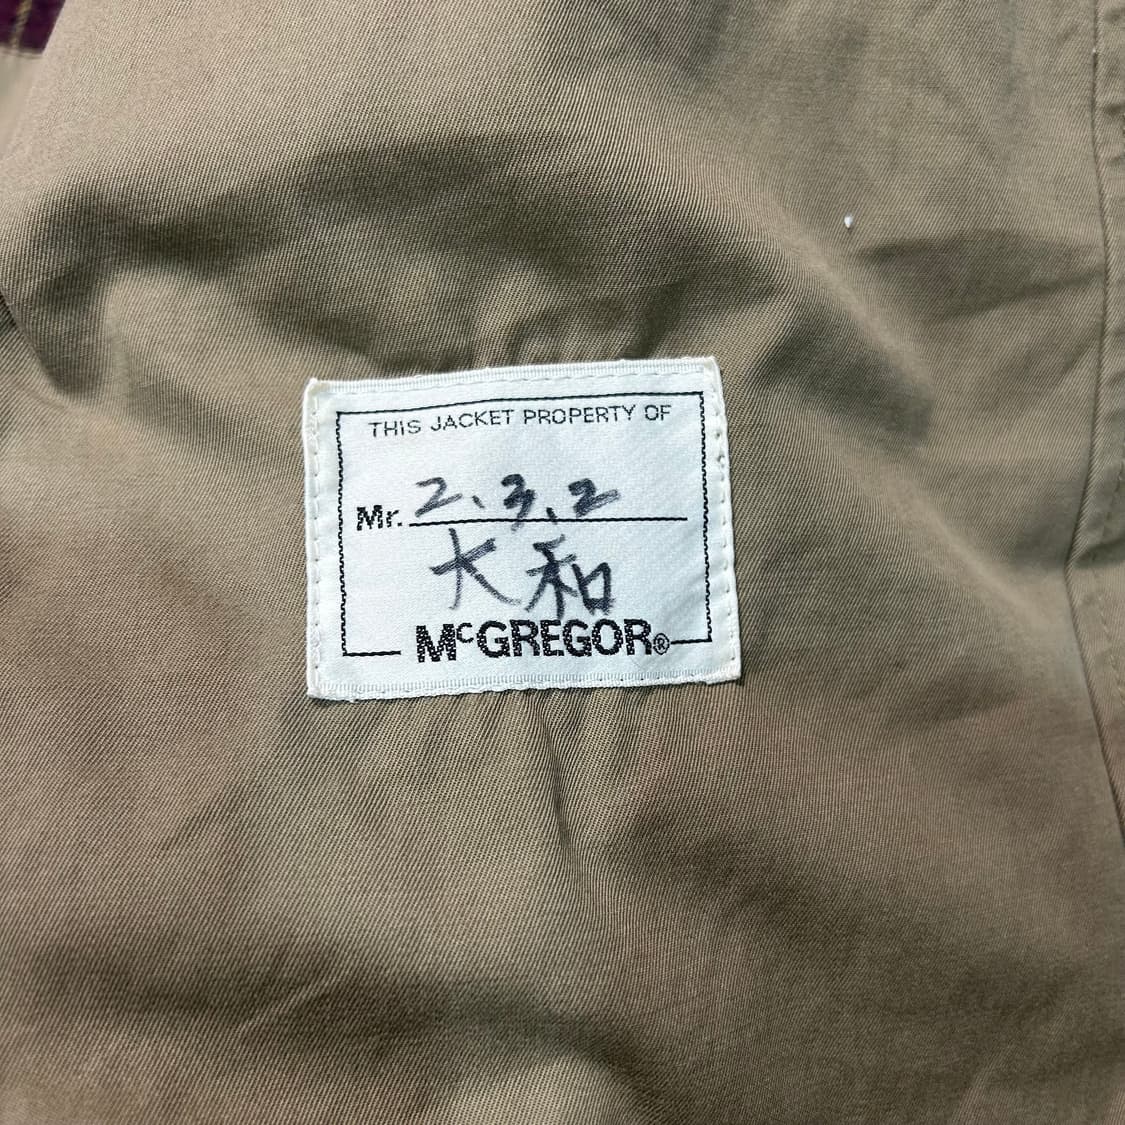 THIS JACKET PROPERTY OF
Mr. 2、3、2
大和
McGREGOR®